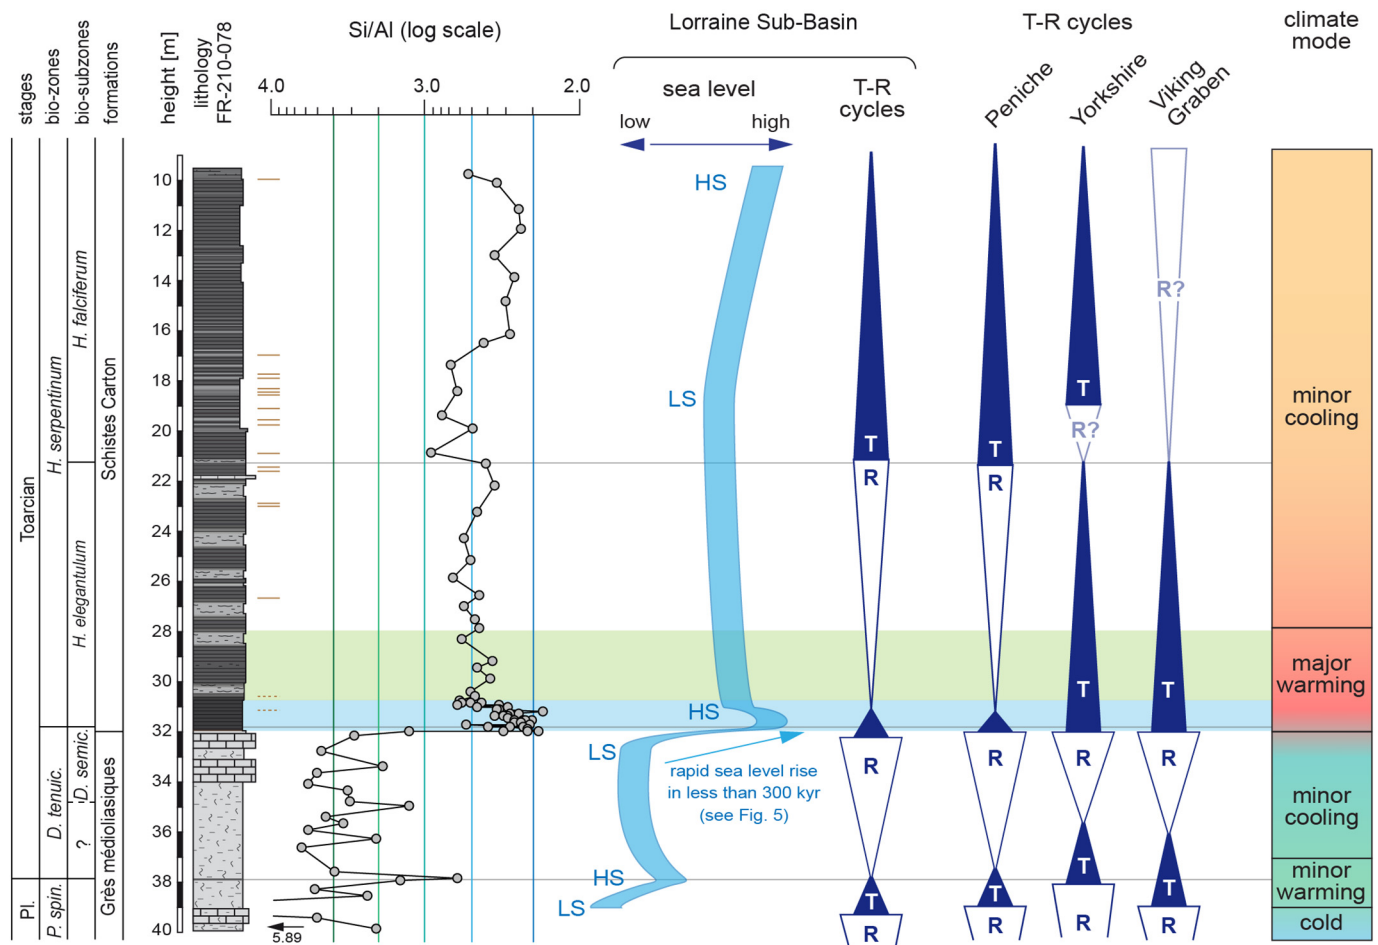 stages
bio-zones
bio-subzones
formations
height [m]
lithology
FR-210-078
Si/Al (log scale)
4.0
3.0
2.0
Lorraine Sub-Basin
sea level
low
high
T-R
cycles
T-R cycles
Peniche
Yorkshire
Viking
Graben
climate
mode
Toarcian
Pl.
H. serpentinum
D. tenuic.
P. spin.
H. falciferum
H. elegantulum
D. semic.
?
Schistes Carton
Grès médioliasiques
10
12
14
16
18
20
22
24
26
28
30
32
34
36
38
40
5.89
HS
LS
HS
LS
HS
LS
rapid sea level rise
in less than 300 kyr
(see Fig. 5)
T
R
R
T
R
T
R
R
T
R
T
R?
T
R
T
R
R?
T
R
T
R
minor
cooling
major
warming
minor
cooling
minor
warming
cold